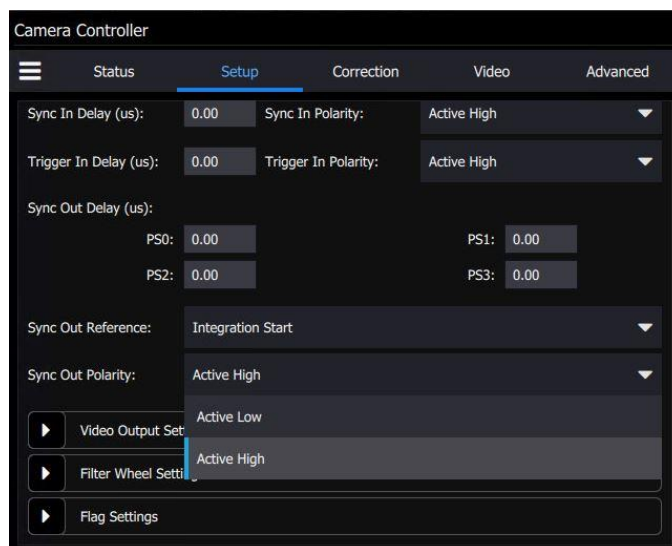 Camera Controller
Status Setup Correction Video Advanced
Sync In Delay (us): 0.00 Sync In Polarity: Active High
Trigger In Delay (us): 0.00 Trigger In Polarity: Active High
Sync Out Delay (us):
PS0: 0.00 PS1: 0.00
PS2: 0.00 PS3: 0.00
Sync Out Reference: Integration Start
Sync Out Polarity: Active High
Active Low
Video Output Set
Active High
Filter Wheel Setti
Flag Settings